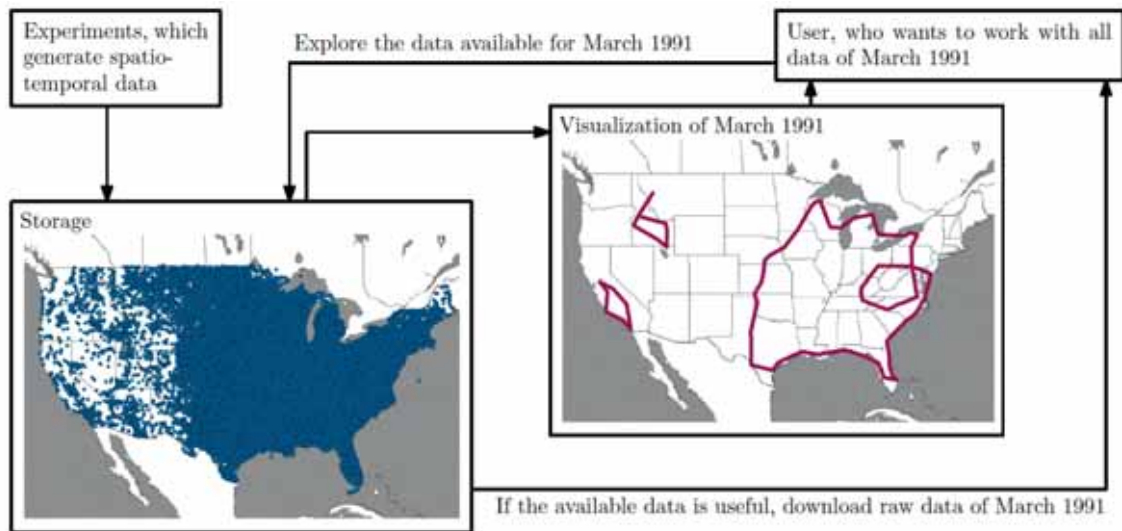 Experiments, which
generate spatio-
temporal data
Explore the data available for March 1991
User, who wants to work with all
data of March 1991
Visualization of March 1991
Storage
If the available data is useful, download raw data of March 1991